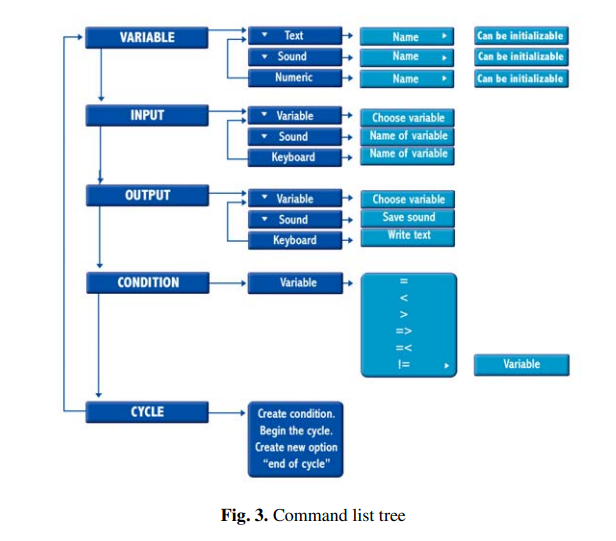 VARIABLE
Text
Name
Can be initializable
Sound
Name
Can be initializable
Numeric
Name
Can be initializable
INPUT
Variable
Choose variable
Sound
Name of variable
Keyboard
Name of variable
OUTPUT
Variable
Choose variable
Sound
Save sound
Keyboard
Write text
CONDITION
Variable
=
<
>
=>
=<
!=
Variable
CYCLE
Create condition.
Begin the cycle.
Create new option
“end of cycle”
Fig. 3. Command list tree